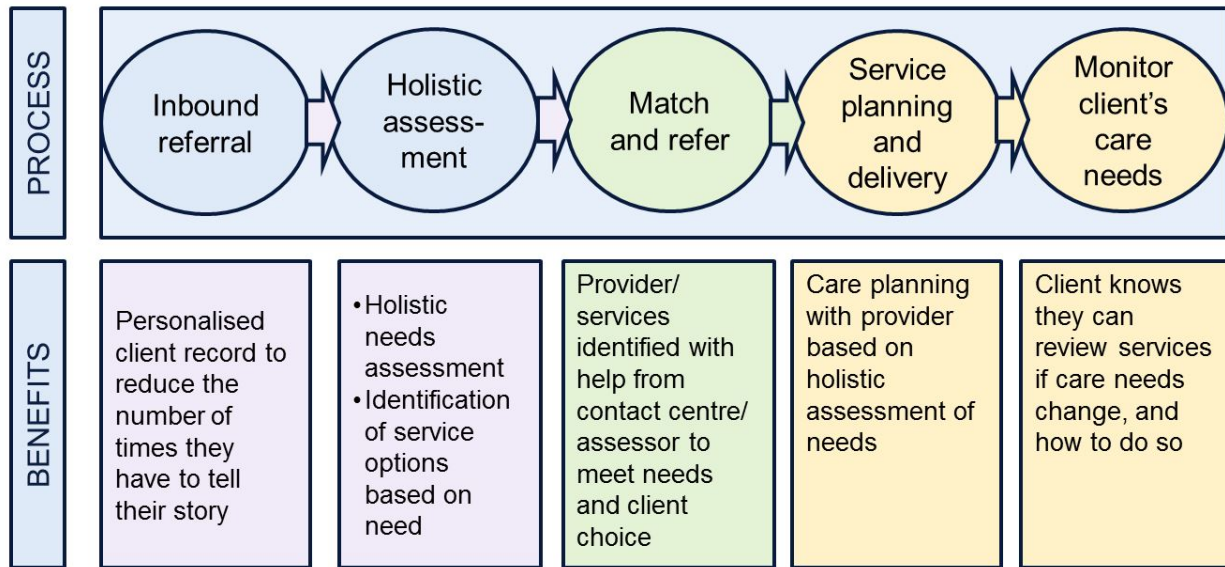 PROCESS
Inbound
referral
Holistic
assess-
ment
Match
and refer
Service
planning
and
delivery
Monitor
client's
care
needs
BENEFITS
Personalised
client record to
reduce the
number of
times they
have to tell
their story
•Holistic
needs
assessment
•Identification
of service
options
based on
need
Provider/
services
identified with
help from
contact centre/
assessor to
meet needs
and client
choice
Care planning
with provider
based on
holistic
assessment of
needs
Client knows
they can
review services
if care needs
change, and
how to do so